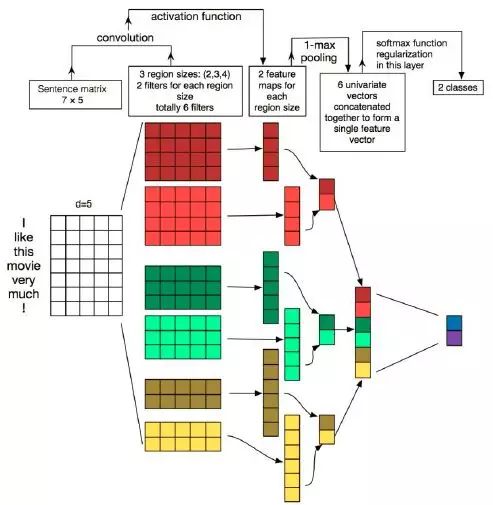 activation function
convolution
1-max
pooling
softmax function
regularization
in this layer
Sentence matrix
7 × 5
3 region sizes: (2,3,4)
2 filters for each region
size
totally 6 filters
2 feature
maps for
each
region size
6 univariate
vectors
concatenated
together to form a
single feature
vector
2 classes
d=5
I
like
this
movie
very
much
!